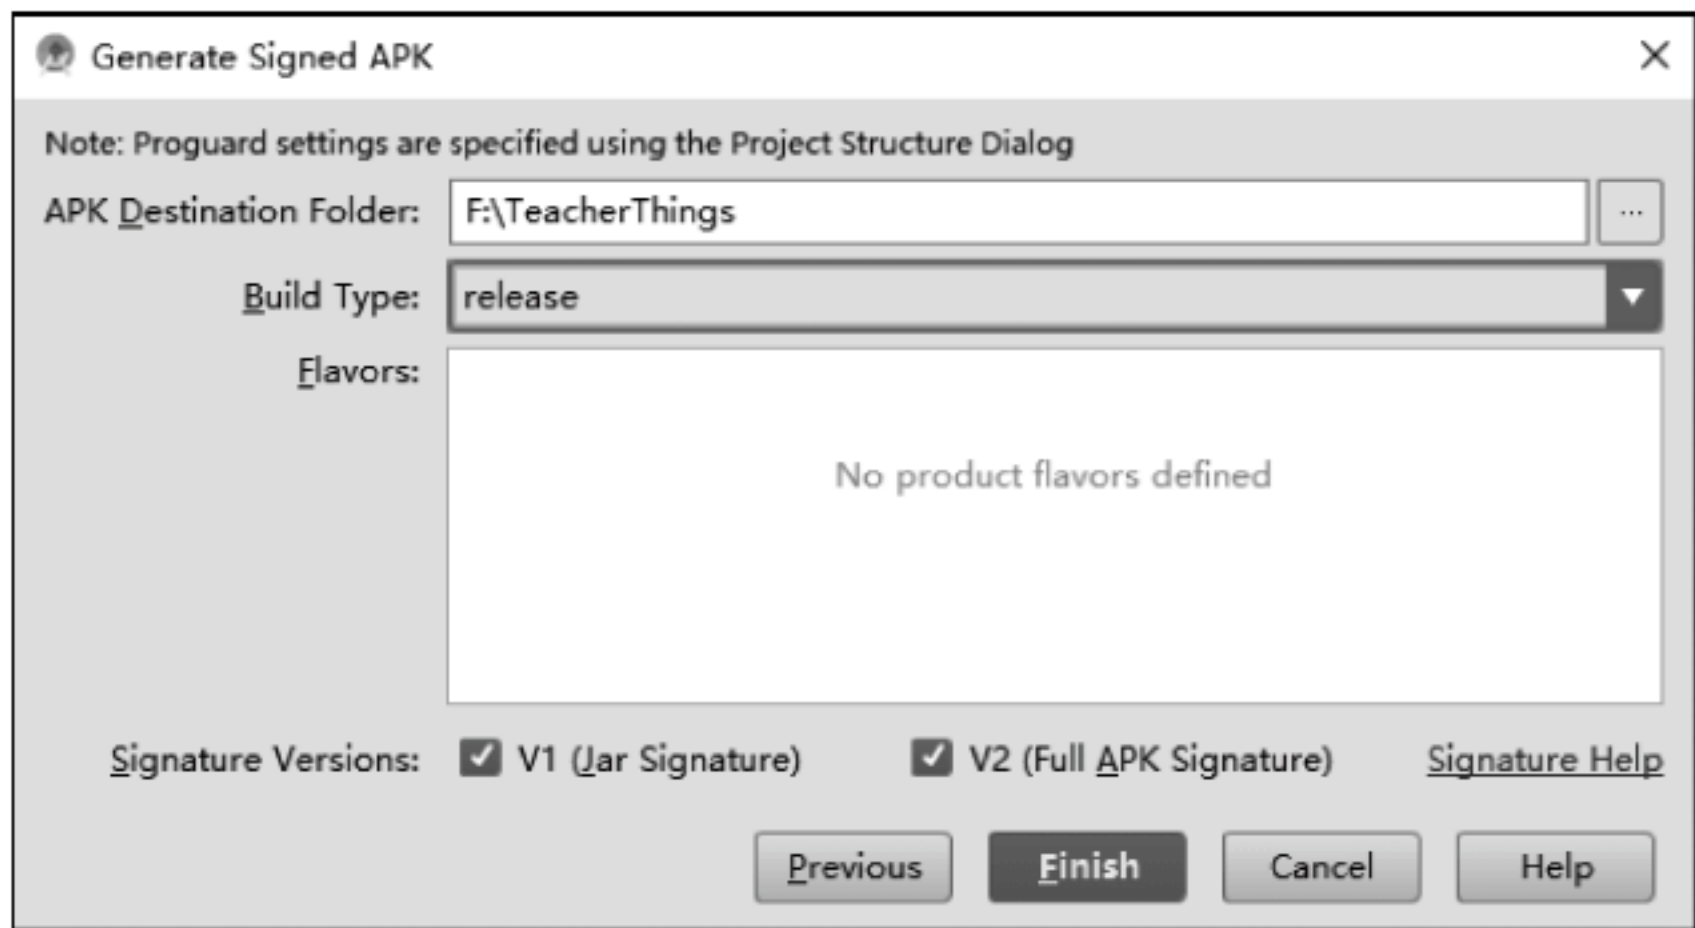 Generate Signed APK
Note: Proguard settings are specified using the Project Structure Dialog
APK Destination Folder: F:\TeacherThings ...
Build Type: release
Flavors:
No product flavors defined
Signature Versions: V1 (Jar Signature) V2 (Full APK Signature) Signature Help
Previous Finish Cancel Help